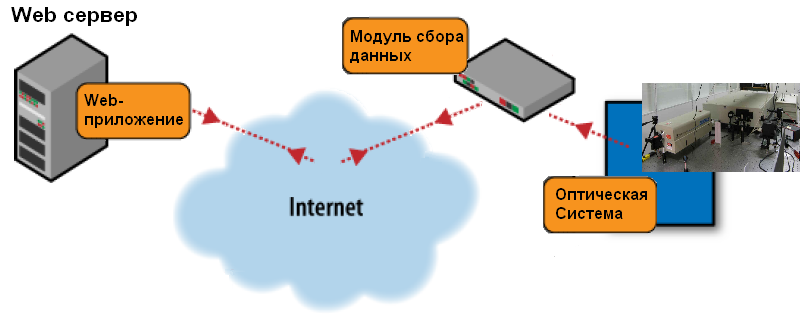 Web сервер
Модуль сбора
данных
Web-
приложение
Internet
Оптическая
Система